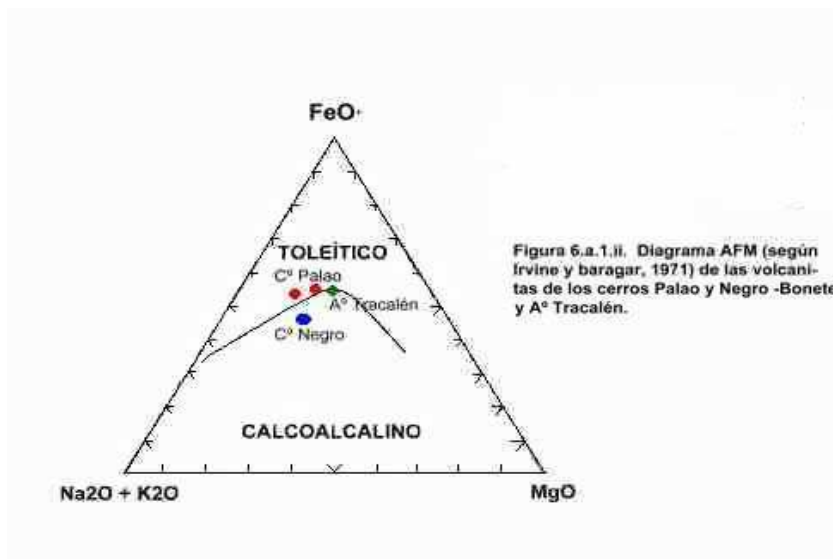 FeO·
TOLEÍTICO
Cº Palao
Aº Tracalén
Cº Negro
CALCOALCALINO
Na2O + K2O
MgO
Figura 6.a.1.ii. Diagrama AFM (según
Irvine y baragar, 1971) de las volcani-
tas de los cerros Palao y Negro -Bonete
y Aº Tracalén.